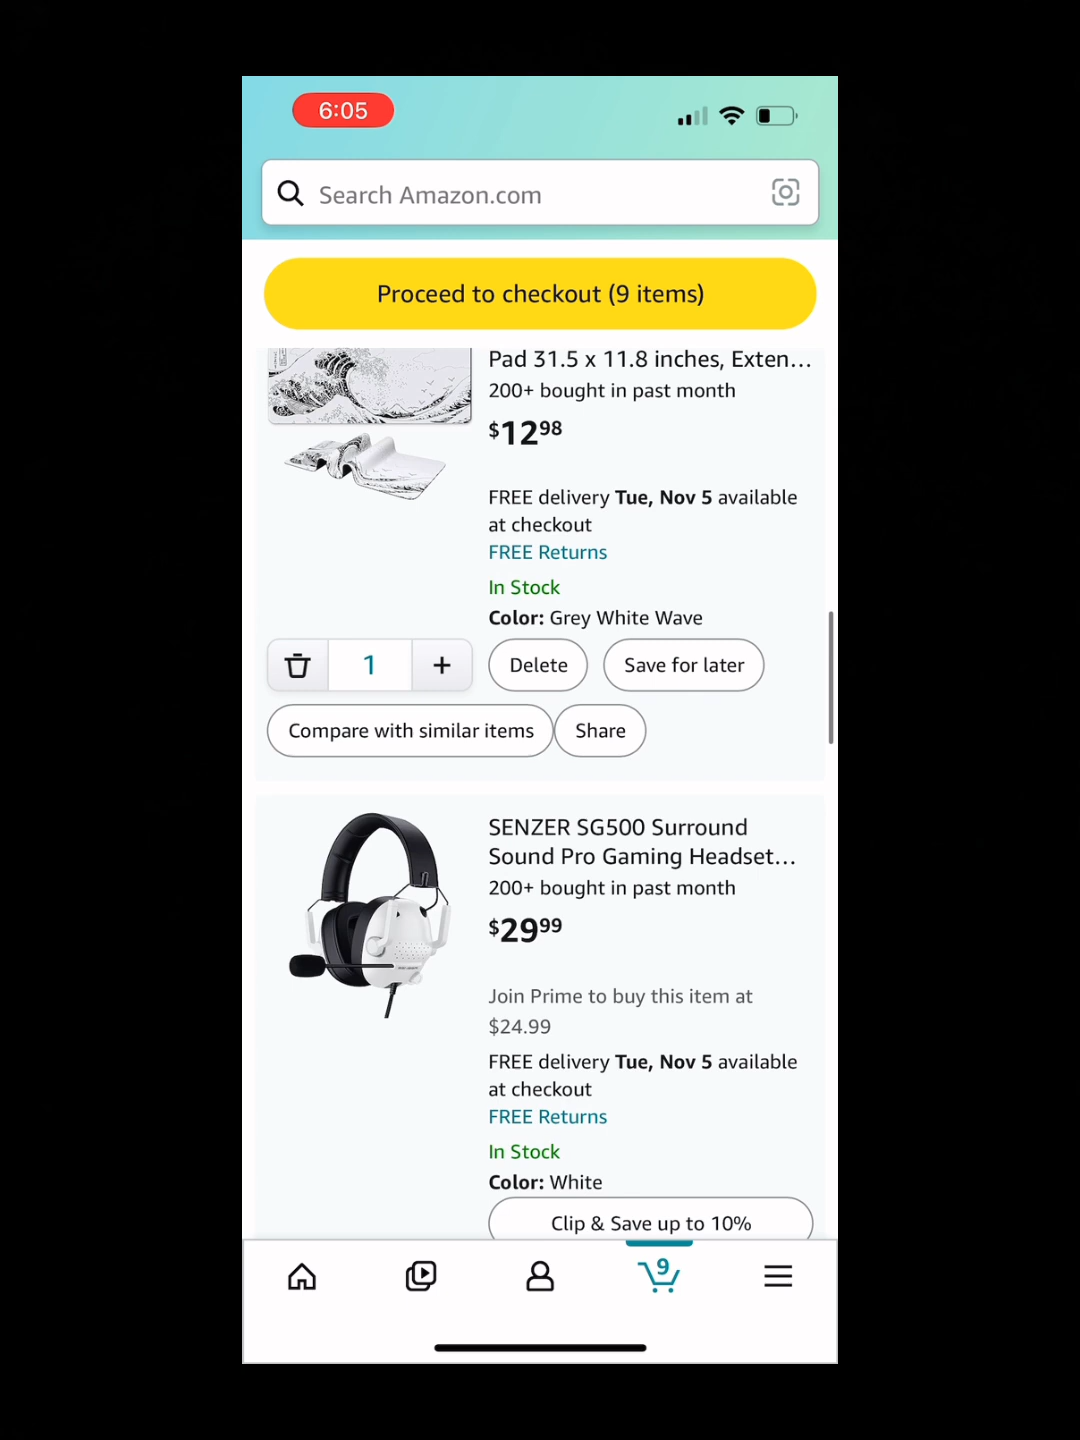 6:05
Search Amazon.com
Proceed to checkout (9 items)
Pad 31.5 x 11.8 inches, Exten...
200+ bought in past month
$12.98
FREE delivery Tue, Nov 5 available
at checkout
FREE Returns
In Stock
Color: Grey White Wave
1
+
Delete
Save for later
Compare with similar items
Share
SENZER SG500 Surround
Sound Pro Gaming Headset...
200+ bought in past month
$29.99
Join Prime to buy this item at
$24.99
FREE delivery Tue, Nov 5 available
at checkout
FREE Returns
In Stock
Color: White
Clip & Save up to 10%
9